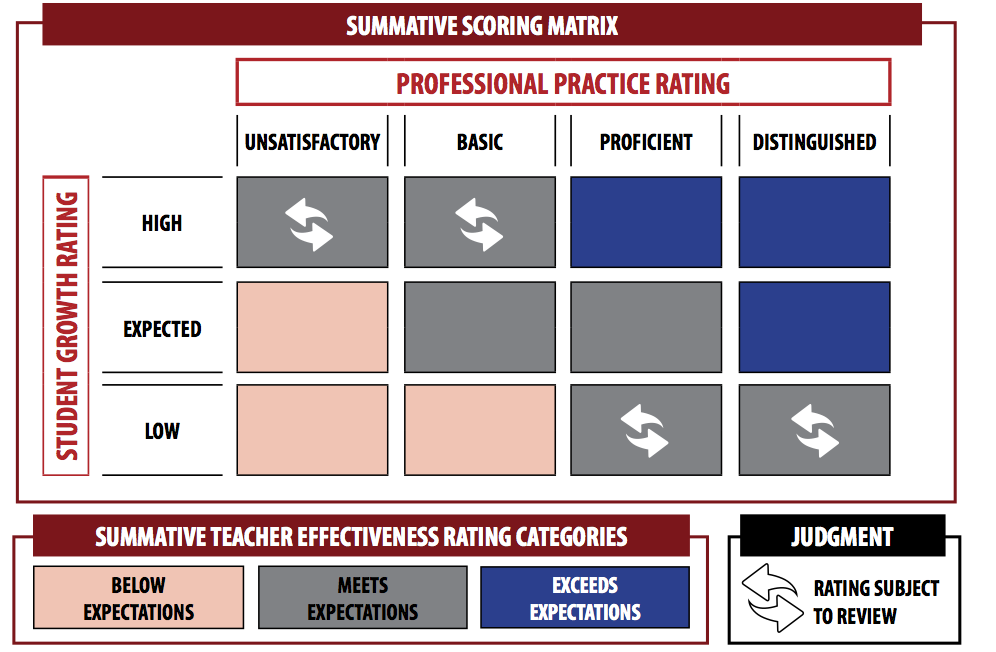 SUMMATIVE SCORING MATRIX
PROFESSIONAL PRACTICE RATING
UNSATISFACTORY
BASIC
PROFICIENT
DISTINGUISHED
STUDENT GROWTH RATING
HIGH
EXPECTED
LOW
SUMMATIVE TEACHER EFFECTIVENESS RATING CATEGORIES
BELOW
EXPECTATIONS
MEETS
EXPECTATIONS
EXCEEDS
EXPECTATIONS
JUDGMENT
RATING SUBJECT
TO REVIEW